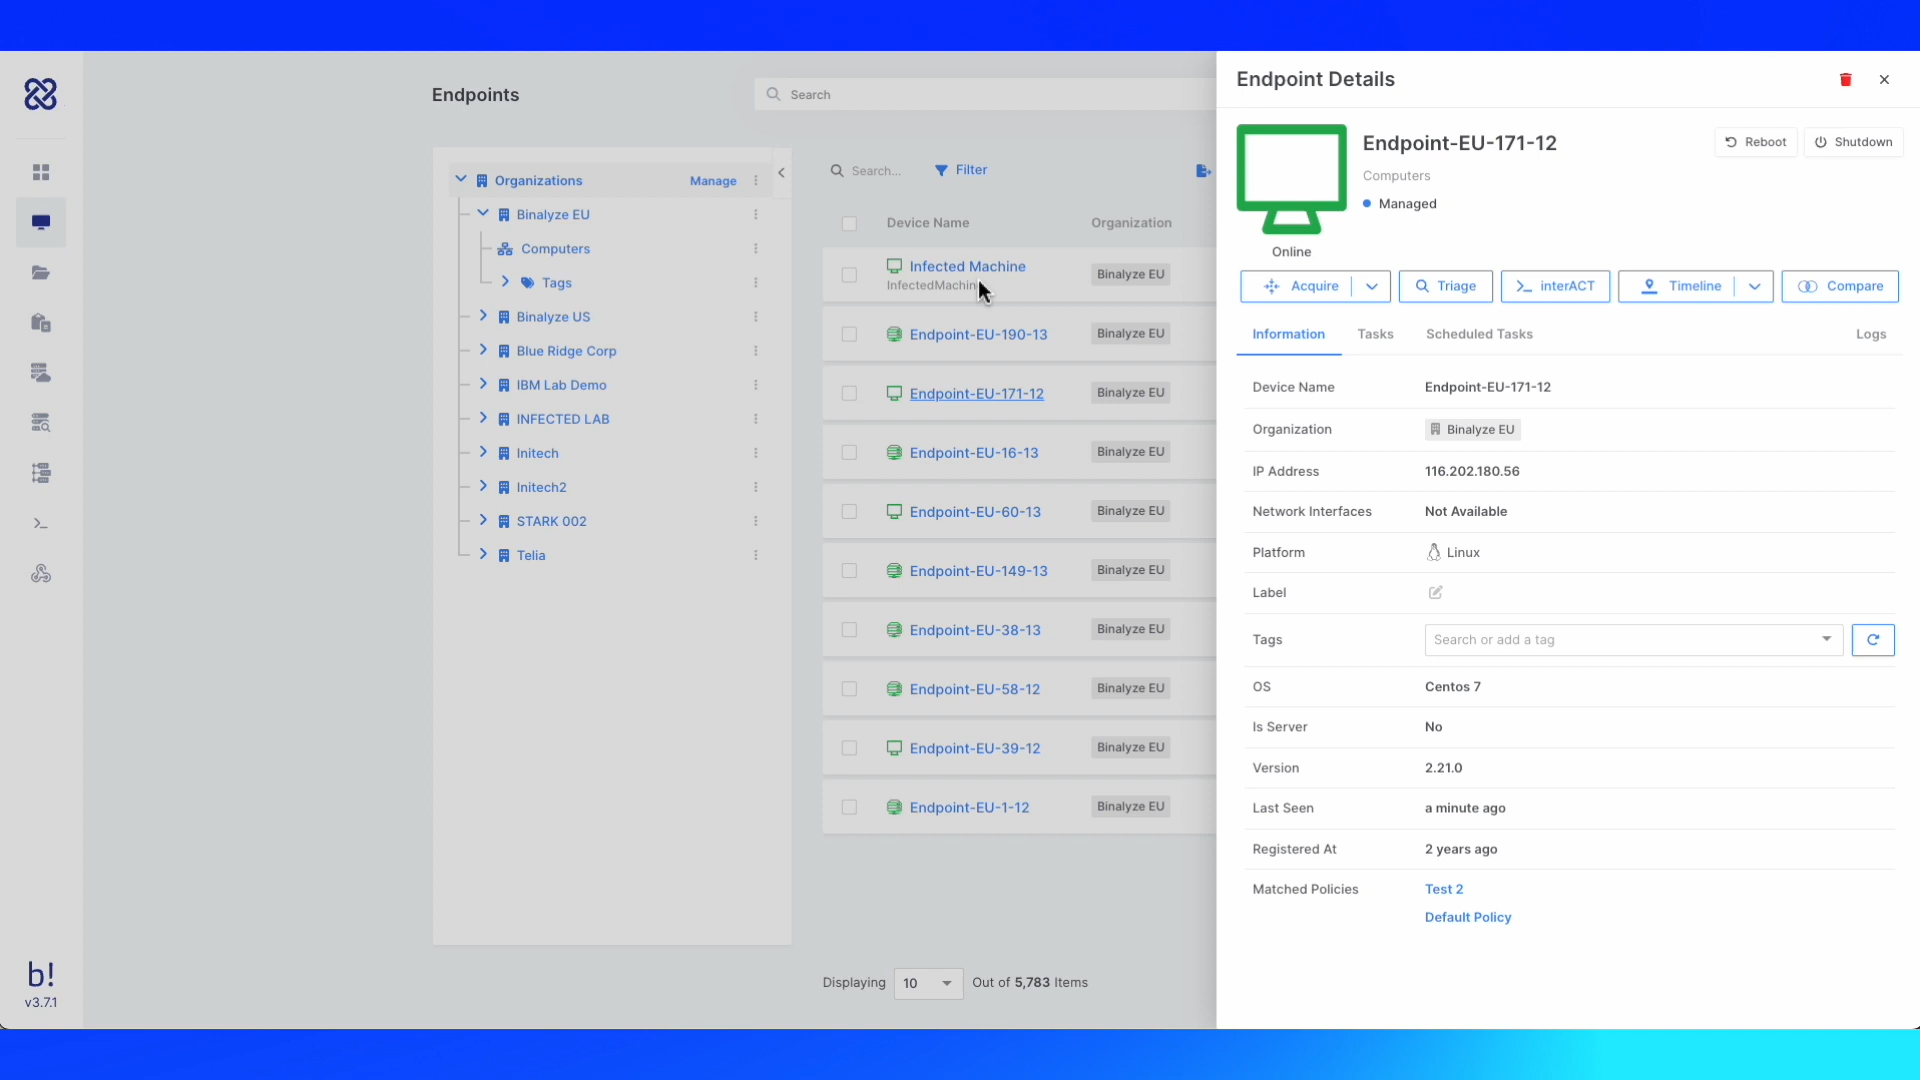 Endpoints
Search
Organizations
Manage
Binalyze EU
Computers
Tags
Binalyze US
Blue Ridge Corp
IBM Lab Demo
INFECTED LAB
Initech
Initech2
STARK 002
Telia
b!
v3.7.1
Search...
Filter
Device Name
Organization
Infected Machine
Binalyze EU
Endpoint-EU-190-13
Binalyze EU
Endpoint-EU-171-12
Binalyze EU
Endpoint-EU-16-13
Binalyze EU
Endpoint-EU-60-13
Binalyze EU
Endpoint-EU-149-13
Binalyze EU
Endpoint-EU-38-13
Binalyze EU
Endpoint-EU-58-12
Binalyze EU
Endpoint-EU-39-12
Binalyze EU
Endpoint-EU-1-12
Binalyze EU
Displaying 10 Out of 5,783 Items
Endpoint Details
Endpoint-EU-171-12
Computers
Managed
Online
Reboot
Shutdown
Acquire
Triage
interACT
Timeline
Compare
Information
Tasks
Scheduled Tasks
Logs
Device Name
Endpoint-EU-171-12
Organization
Binalyze EU
IP Address
116.202.180.56
Network Interfaces
Not Available
Platform
Linux
Label
Tags
Search or add a tag
OS
Centos 7
Is Server
No
Version
2.21.0
Last Seen
a minute ago
Registered At
2 years ago
Matched Policies
Test 2
Default Policy